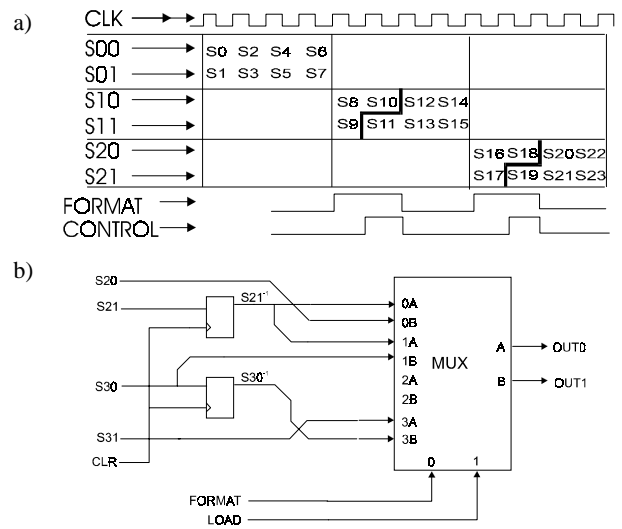 a)
CLK
S00 S0 S2 S4 S6
S01 S1 S3 S5 S7
S10 S8 S10 S12 S14
S11 S9 S11 S13 S15
S20 S16 S18 S20 S22
S21 S17 S19 S21 S23
FORMAT
CONTROL
b)
S20
S21 S21-1
S30 S30-1
S31
CLR
0A
0B
1A
1B
2A
2B
3A
3B
MUX
A OUT0
B OUT1
0 1
FORMAT
LOAD